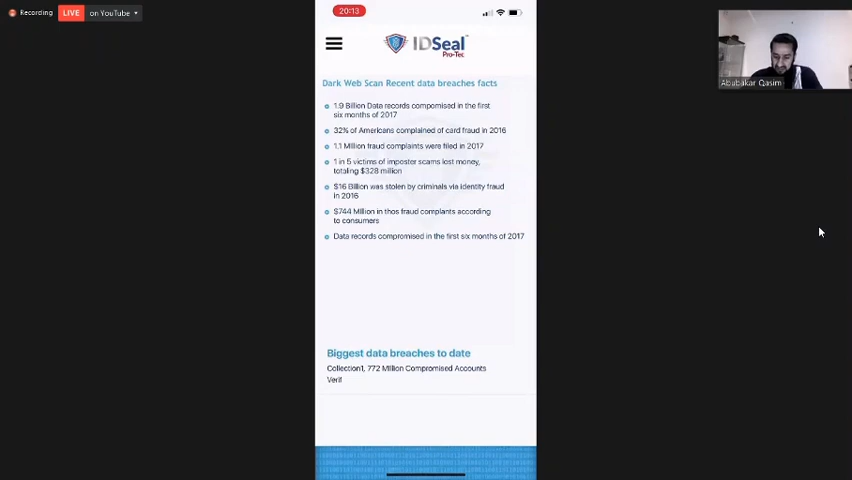 Recording
LIVE
on YouTube
20:13
IDSeal
Pro-Tec
Abubakar Qasim
Dark Web Scan Recent data breaches facts
1.9 Billion Data records compoimised in the first
six months of 2017
32% of Americans complained of card fraud in 2016
1.1 Million fraud complaints were filed in 2017
1 in 5 victims of imposter scams lost money,
totaling $328 million
$16 Billion was stolen by criminals via identity fraud
in 2016
$744 Million in thos fraud complants according
to consumers
Data records compromised in the first six months of 2017
Biggest data breaches to date
Collection1, 772 Million Compromised Accounts
Verif